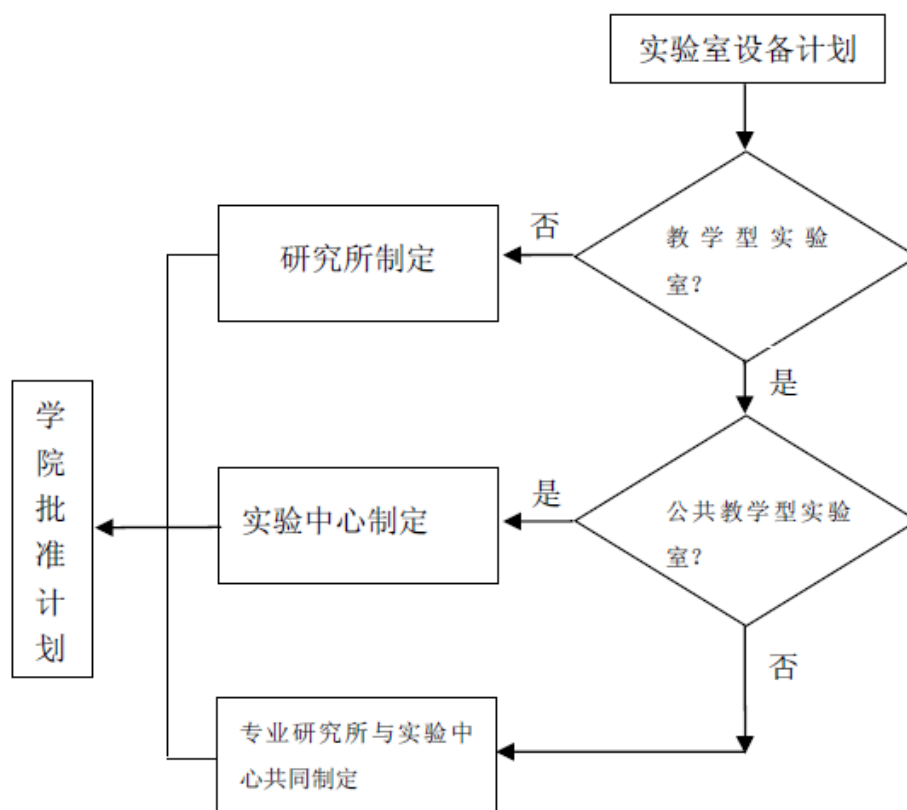 实验室设备计划
教学型实验
室？
否
研究所制定
是
公共教学型实验
室？
是
实验中心制定
否
专业研究所与实验中
心共同制定
学
院
批
准
计
划